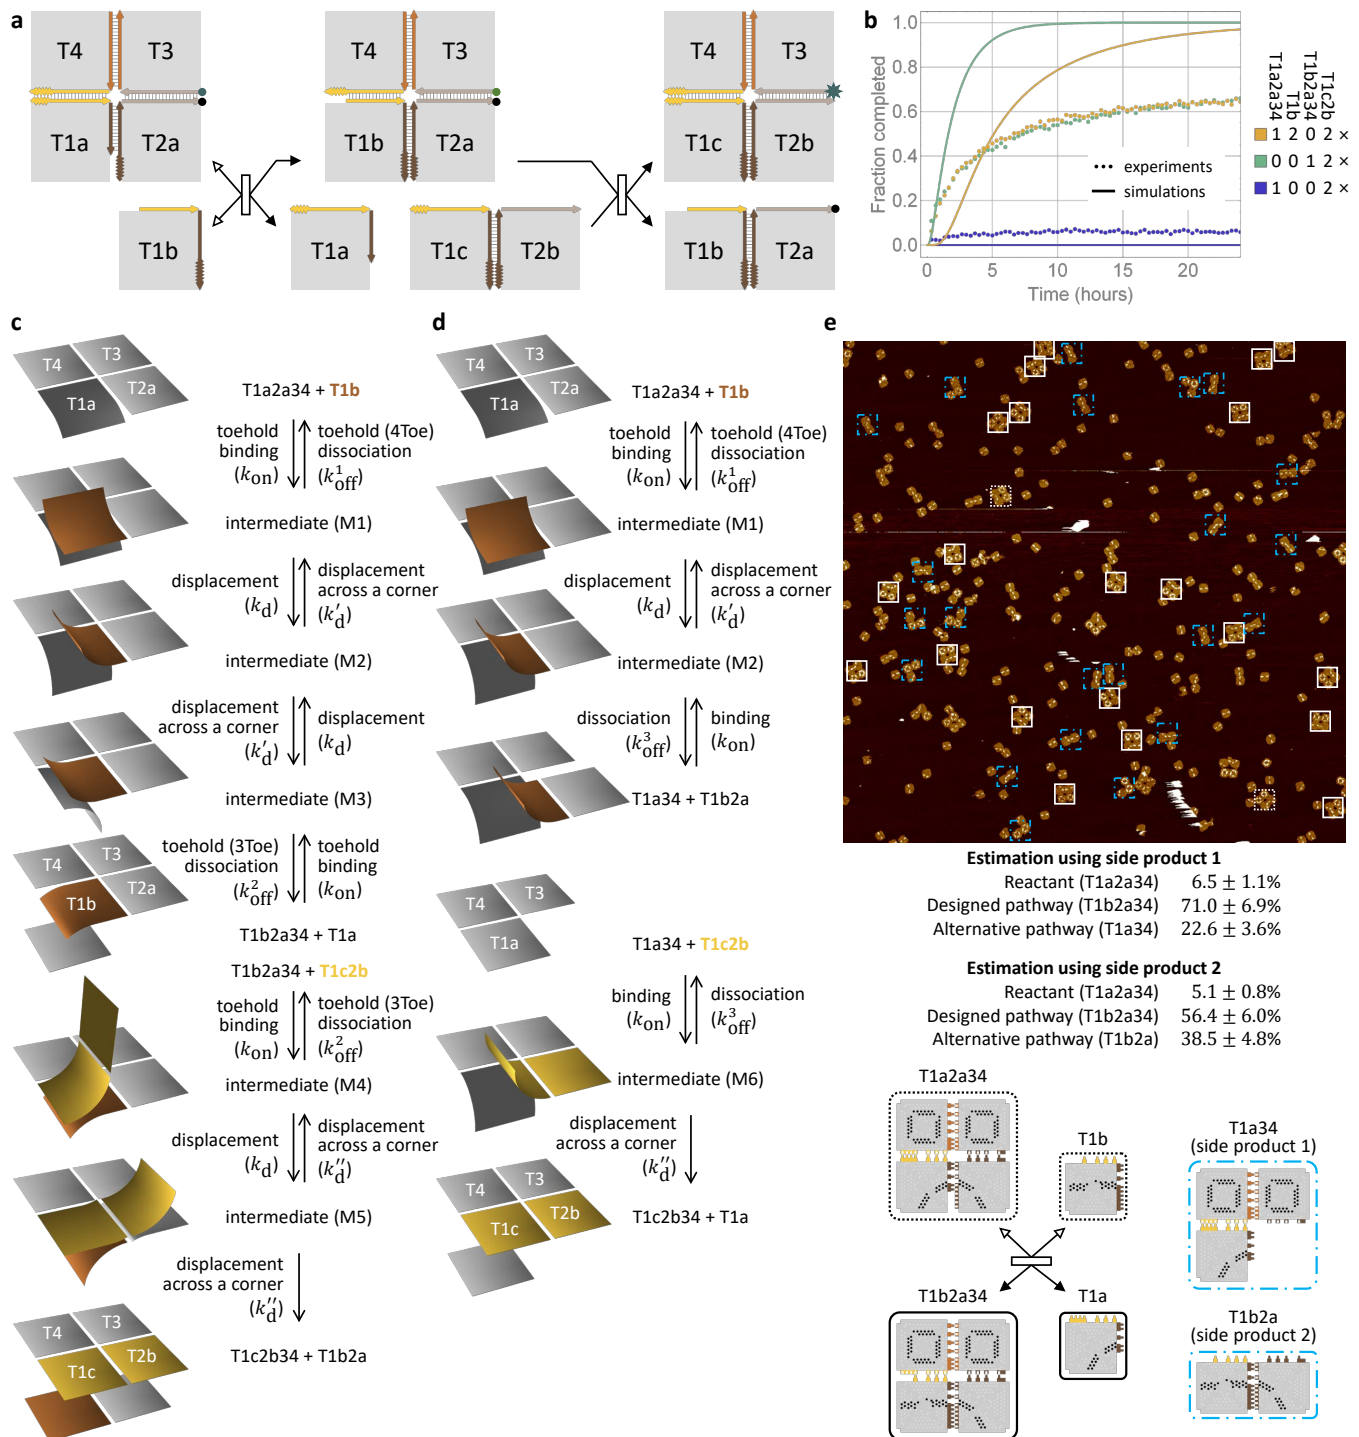 a
T4 T3
T1a T2a
T4 T3
T1b T2a
T4 T3
T1c T2b
T1b
T1a
T1c T2b
T1b T2a
b
Fraction completed
1.0
0.8
0.6
0.4
0.2
0.0
0 5 10 15 20
Time (hours)
experiments
simulations
T1a2a34
T1b
T1b2a34
T1c2b
1 2 0 2 ×
0 0 1 2 ×
1 0 0 2 ×
c
T4 T3
T1a T2a
T1a2a34 + T1b
toehold
binding
(kon)
toehold (4Toe)
dissociation
(k1off)
intermediate (M1)
displacement
(kd)
displacement
across a corner
(k′d)
intermediate (M2)
displacement
across a corner
(k′d)
displacement
(kd)
intermediate (M3)
toehold (3Toe)
dissociation
(k2off)
toehold
binding
(kon)
T4 T3
T1b T2a
T1b2a34 + T1a
T1b2a34 + T1c2b
toehold
binding
(kon)
toehold (3Toe)
dissociation
(k2off)
intermediate (M4)
displacement
(kd)
displacement
across a corner
(k″d)
intermediate (M5)
displacement
across a corner
(k″d)
T4 T3
T1c T2b
T1c2b34 + T1b2a
d
T4 T3
T1a T2a
T1a2a34 + T1b
toehold
binding
(kon)
toehold (4Toe)
dissociation
(k1off)
intermediate (M1)
displacement
(kd)
displacement
across a corner
(k′d)
intermediate (M2)
dissociation
(k3off)
binding
(kon)
T1a34 + T1b2a
T4 T3
T1a
T1a34 + T1c2b
binding
(kon)
dissociation
(k3off)
intermediate (M6)
displacement
across a corner
(k″d)
T4 T3
T1c T2b
T1c2b34 + T1a
e
Estimation using side product 1
Reactant (T1a2a34) 6.5 ± 1.1%
Designed pathway (T1b2a34) 71.0 ± 6.9%
Alternative pathway (T1a34) 22.6 ± 3.6%
Estimation using side product 2
Reactant (T1a2a34) 5.1 ± 0.8%
Designed pathway (T1b2a34) 56.4 ± 6.0%
Alternative pathway (T1b2a) 38.5 ± 4.8%
T1a2a34
T1b
T1a34
(side product 1)
T1b2a34
T1a
T1b2a
(side product 2)